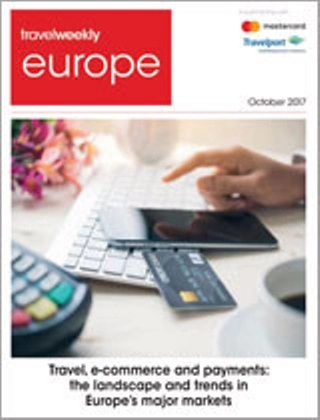 travelweekly
europe
mastercard
Travelport
October 2017
Travel, e-commerce and payments:
the landscape and trends in
Europe's major markets